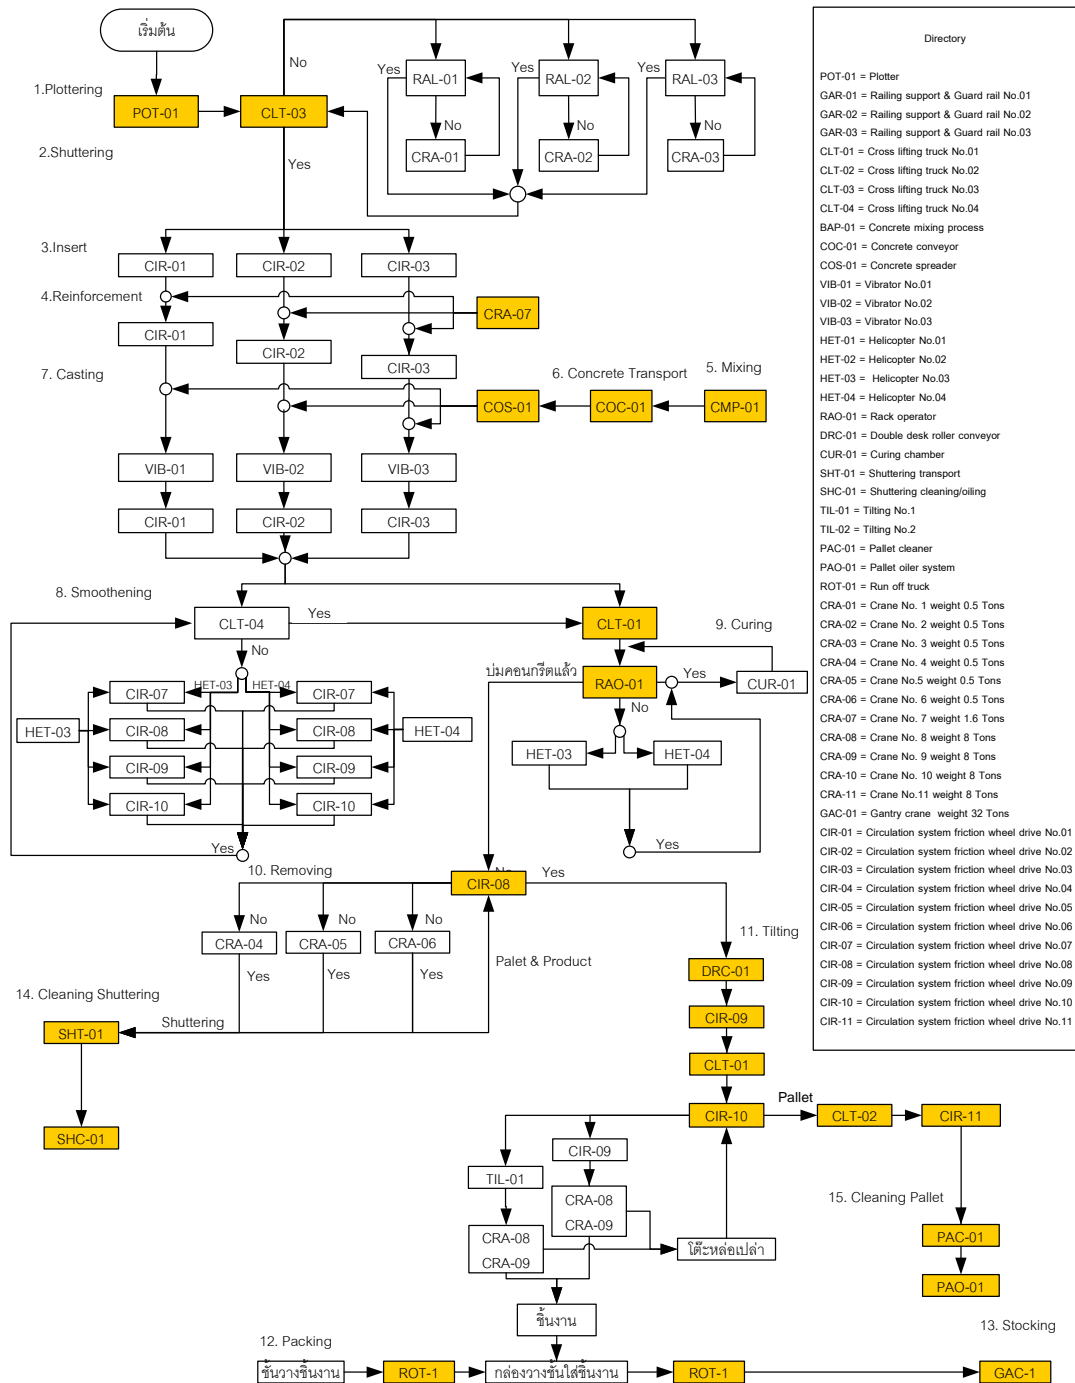 เริ่มต้น
No
Yes
RAL-01
Yes
RAL-02
Yes
RAL-03
1.Plottering
POT-01
CLT-03
No
No
No
2.Shuttering
Yes
CRA-01
CRA-02
CRA-03
3.Insert
CIR-01
CIR-02
CIR-03
4.Reinforcement
CRA-07
CIR-01
CIR-02
CIR-03
7. Casting
6. Concrete Transport
5. Mixing
COS-01
COC-01
CMP-01
VIB-01
VIB-02
VIB-03
CIR-01
CIR-02
CIR-03
8. Smoothening
CLT-04
Yes
CLT-01
9. Curing
No
บ่มคอนกรีตแล้ว
RAO-01
Yes
CUR-01
No
HET-03
HET-04
CIR-07
CIR-07
HET-03
CIR-08
CIR-08
HET-04
CIR-09
CIR-09
CIR-10
CIR-10
HET-03
HET-04
Yes
Yes
10. Removing
CIR-08
Yes
No
No
No
CRA-04
CRA-05
CRA-06
Yes
Yes
Yes
Palet & Product
11. Tilting
DRC-01
14. Cleaning Shuttering
Shuttering
SHT-01
CIR-09
CLT-01
SHC-01
CIR-10
Pallet
CLT-02
CIR-11
CIR-09
TIL-01
CRA-08
CRA-09
15. Cleaning Pallet
CRA-08
CRA-09
โต๊ะหล่อเปล่า
PAC-01
PAO-01
ชิ้นงาน
12. Packing
13. Stocking
ชั้นวางชิ้นงาน
ROT-1
กล่องวางชั้นใส่ชิ้นงาน
ROT-1
GAC-1
Directory
POT-01 = Plotter
GAR-01 = Railing support & Guard rail No.01
GAR-02 = Railing support & Guard rail No.02
GAR-03 = Railing support & Guard rail No.03
CLT-01 = Cross lifting truck No.01
CLT-02 = Cross lifting truck No.02
CLT-03 = Cross lifting truck No.03
CLT-04 = Cross lifting truck No.04
BAP-01 = Concrete mixing process
COC-01 = Concrete conveyor
COS-01 = Concrete spreader
VIB-01 = Vibrator No.01
VIB-02 = Vibrator No.02
VIB-03 = Vibrator No.03
HET-01 = Helicopter No.01
HET-02 = Helicopter No.02
HET-03 = Helicopter No.03
HET-04 = Helicopter No.04
RAO-01 = Rack operator
DRC-01 = Double desk roller conveyor
CUR-01 = Curing chamber
SHT-01 = Shuttering transport
SHC-01 = Shuttering cleaning/oiling
TIL-01 = Tilting No.1
TIL-02 = Tilting No.2
PAC-01 = Pallet cleaner
PAO-01 = Pallet oiler system
ROT-01 = Run off truck
CRA-01 = Crane No. 1 weight 0.5 Tons
CRA-02 = Crane No. 2 weight 0.5 Tons
CRA-03 = Crane No. 3 weight 0.5 Tons
CRA-04 = Crane No. 4 weight 0.5 Tons
CRA-05 = Crane No.5 weight 0.5 Tons
CRA-06 = Crane No. 6 weight 0.5 Tons
CRA-07 = Crane No. 7 weight 1.6 Tons
CRA-08 = Crane No. 8 weight 8 Tons
CRA-09 = Crane No. 9 weight 8 Tons
CRA-10 = Crane No. 10 weight 8 Tons
CRA-11 = Crane No.11 weight 8 Tons
GAC-01 = Gantry crane weight 32 Tons
CIR-01 = Circulation system friction wheel drive No.01
CIR-02 = Circulation system friction wheel drive No.02
CIR-03 = Circulation system friction wheel drive No.03
CIR-04 = Circulation system friction wheel drive No.04
CIR-05 = Circulation system friction wheel drive No.05
CIR-06 = Circulation system friction wheel drive No.06
CIR-07 = Circulation system friction wheel drive No.07
CIR-08 = Circulation system friction wheel drive No.08
CIR-09 = Circulation system friction wheel drive No.09
CIR-10 = Circulation system friction wheel drive No.10
CIR-11 = Circulation system friction wheel drive No.11